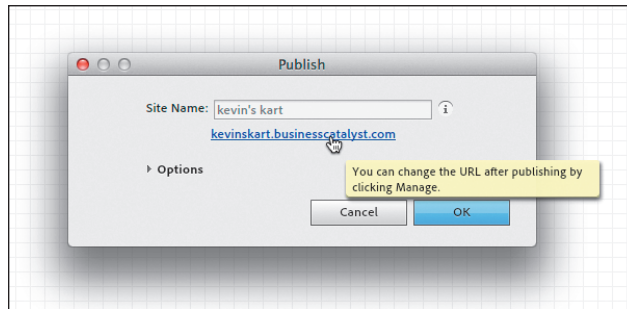 Publish
Site Name: kevin's kart i
kevinskart.businesscatalyst.com
Options
You can change the URL after publishing by
clicking Manage.
Cancel OK